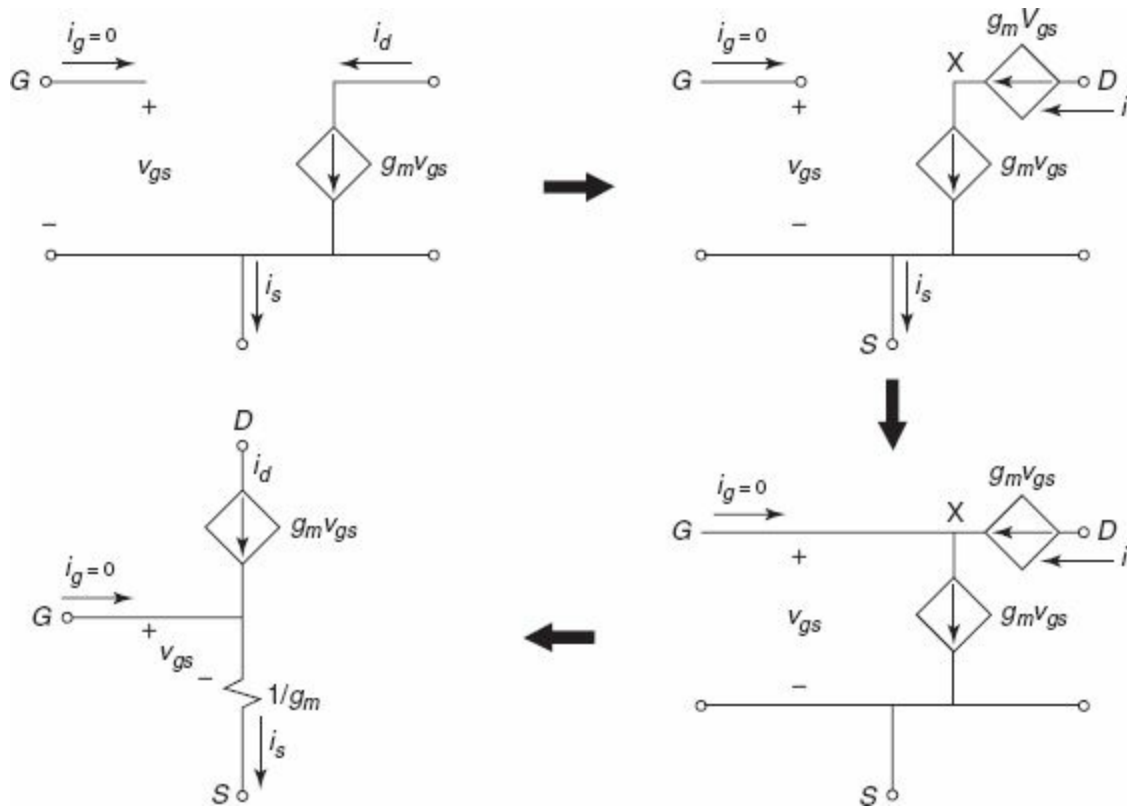 i_g = 0
i_d
G
+
v_gs
g_m v_gs
−
i_s
g_m V_gs
i_g = 0
X
G
D
i
+
v_gs
g_m v_gs
−
i_s
S
D
i_d
g_m v_gs
i_g = 0
G
+
v_gs
−
1/g_m
i_s
S
g_m v_gs
i_g = 0
X
G
D
i
+
v_gs
g_m v_gs
−
S